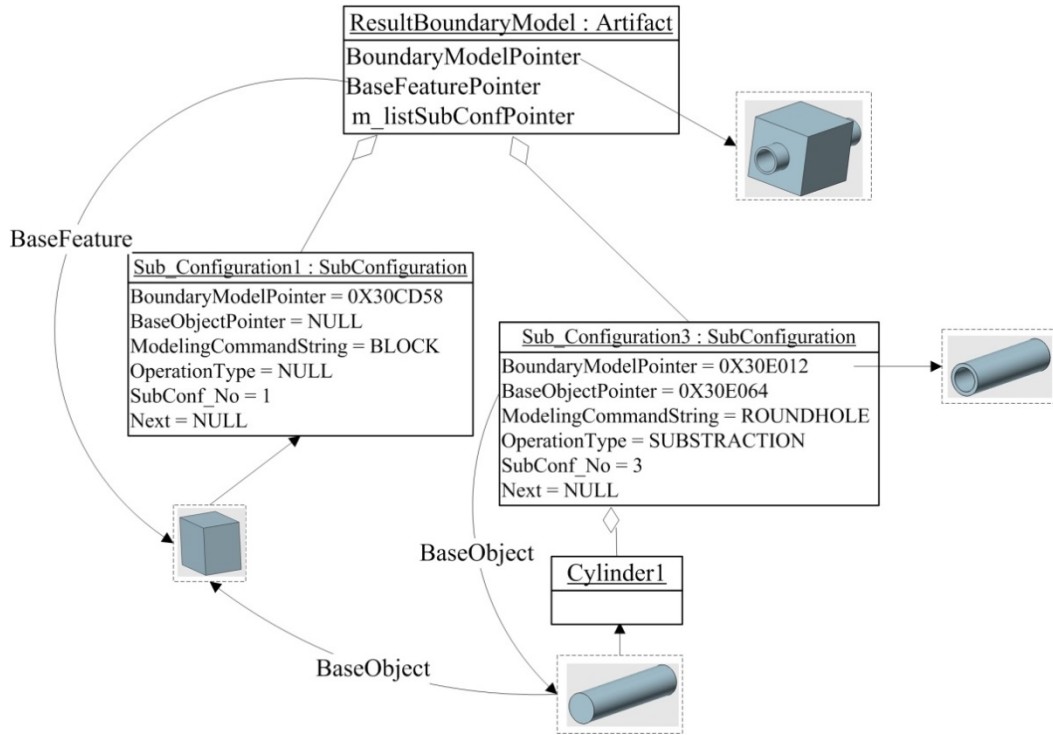 ResultBoundaryModel : Artifact
BoundaryModelPointer
BaseFeaturePointer
m_listSubConfPointer
BaseFeature
Sub_Configuration1 : SubConfiguration
BoundaryModelPointer = 0X30CD58
BaseObjectPointer = NULL
ModelingCommandString = BLOCK
OperationType = NULL
SubConf_No = 1
Next = NULL
Sub_Configuration3 : SubConfiguration
BoundaryModelPointer = 0X30E012
BaseObjectPointer = 0X30E064
ModelingCommandString = ROUNDHOLE
OperationType = SUBSTRACTION
SubConf_No = 3
Next = NULL
BaseObject
Cylinder1
BaseObject